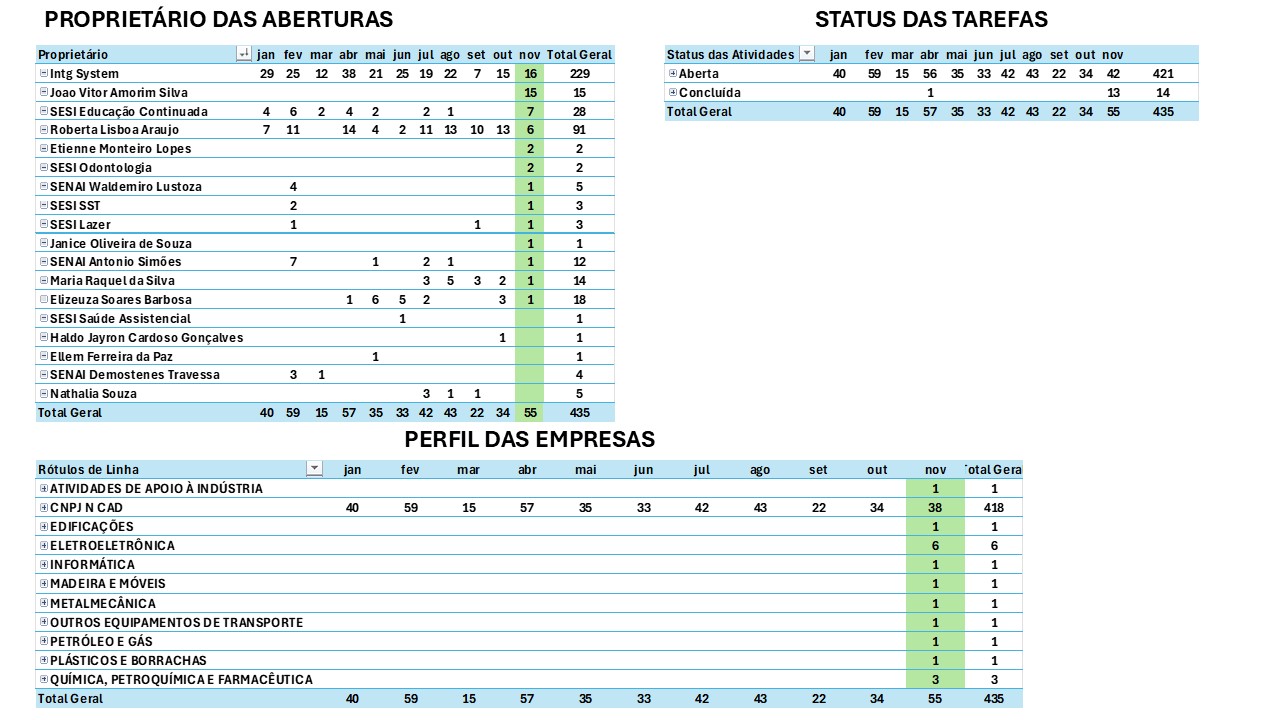 PROPRIETÁRIO DAS ABERTURAS
Proprietário jan fev mar abr mai jun jul ago set out nov Total Geral
Intg System 29 25 12 38 21 25 19 22 7 15 16 229
Joao Vitor Amorim Silva 15 15
SESI Educação Continuada 4 6 2 4 2 2 1 7 28
Roberta Lisboa Araujo 7 11 14 4 2 11 13 10 13 6 91
Etienne Monteiro Lopes 2 2
SESI Odontologia 2 2
SENAI Waldemiro Lustoza 4 1 5
SESI SST 2 1 3
SESI Lazer 1 1 1 3
Janice Oliveira de Souza 1 1
SENAI Antonio Simões 7 1 2 1 1 12
Maria Raquel da Silva 3 5 3 2 1 14
Elizeuza Soares Barbosa 1 6 5 2 3 1 18
SESI Saúde Assistencial 1 1
Haldo Jayron Cardoso Gonçalves 1 1
Ellem Ferreira da Paz 1 1
SENAI Demostenes Travessa 3 1 4
Nathalia Souza 3 1 1 5
Total Geral 40 59 15 57 35 33 42 43 22 34 55 435
STATUS DAS TAREFAS
Status das Atividades jan fev mar abr mai jun jul ago set out nov
Aberta 40 59 15 56 35 33 42 43 22 34 42 421
Concluída 1 13 14
Total Geral 40 59 15 57 35 33 42 43 22 34 55 435
PERFIL DAS EMPRESAS
Rótulos de Linha jan fev mar abr mai jun jul ago set out nov Total Geral
ATIVIDADES DE APOIO À INDÚSTRIA 1 1
CNPJ N CAD 40 59 15 57 35 33 42 43 22 34 38 418
EDIFICAÇÕES 1 1
ELETROELETRÔNICA 6 6
INFORMÁTICA 1 1
MADEIRA E MÓVEIS 1 1
METALMECÂNICA 1 1
OUTROS EQUIPAMENTOS DE TRANSPORTE 1 1
PETRÓLEO E GÁS 1 1
PLÁSTICOS E BORRACHAS 1 1
QUÍMICA, PETROQUÍMICA E FARMACÊUTICA 3 3
Total Geral 40 59 15 57 35 33 42 43 22 34 55 435